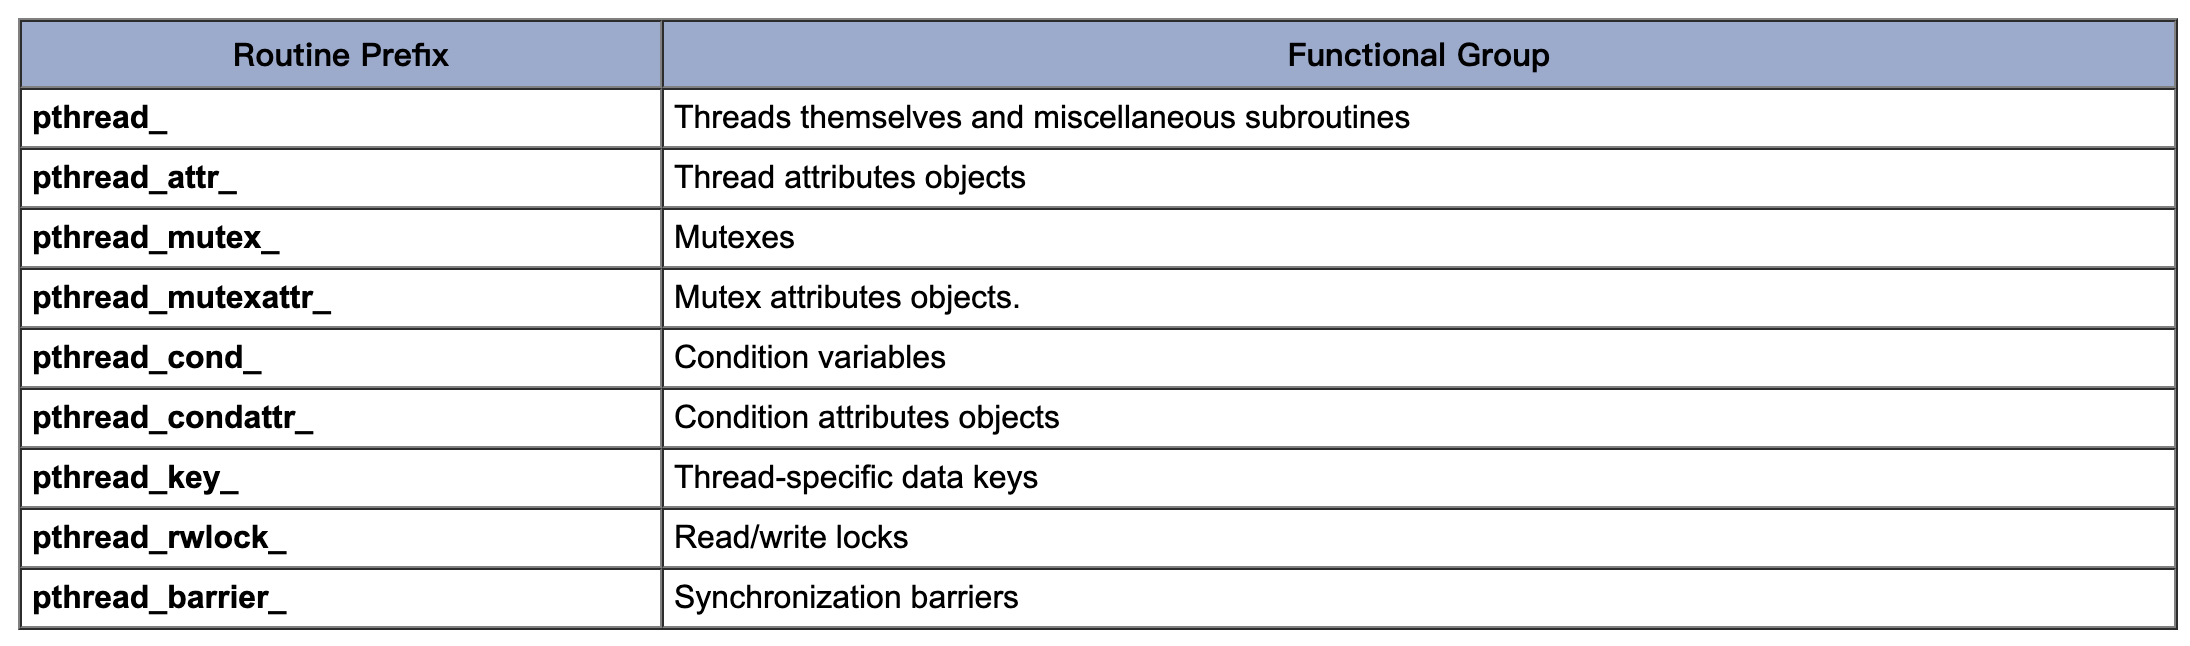 Routine Prefix Functional Group
pthread_ Threads themselves and miscellaneous subroutines
pthread_attr_ Thread attributes objects
pthread_mutex_ Mutexes
pthread_mutexattr_ Mutex attributes objects.
pthread_cond_ Condition variables
pthread_condattr_ Condition attributes objects
pthread_key_ Thread-specific data keys
pthread_rwlock_ Read/write locks
pthread_barrier_ Synchronization barriers